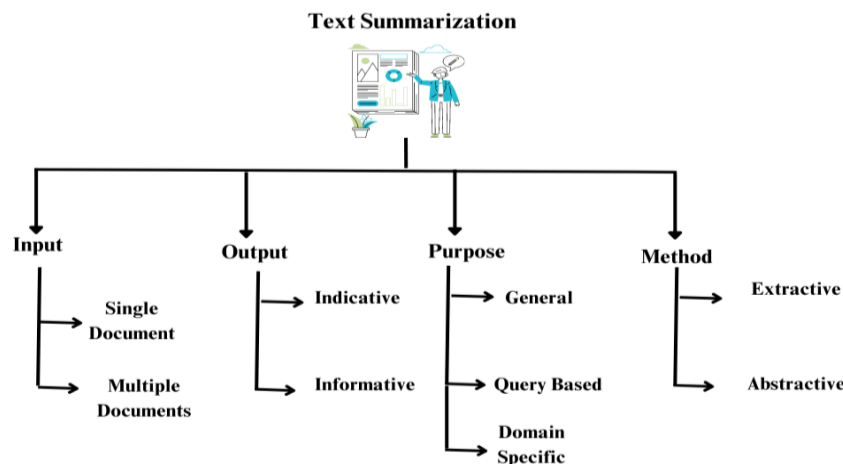 Text Summarization
Input
Output
Purpose
Method
Single
Document
Multiple
Documents
Indicative
Informative
General
Query Based
Domain
Specific
Extractive
Abstractive